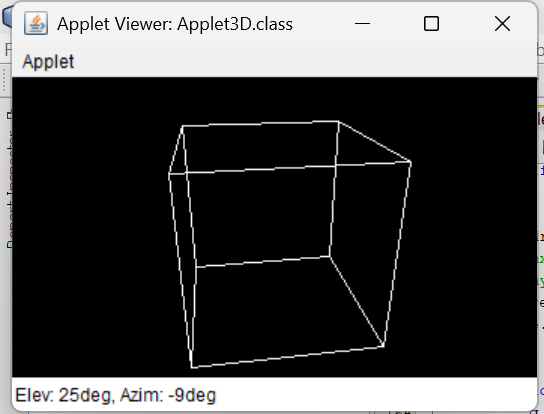 Applet Viewer: Applet3D.class
Applet
Elev: 25deg, Azim: -9deg